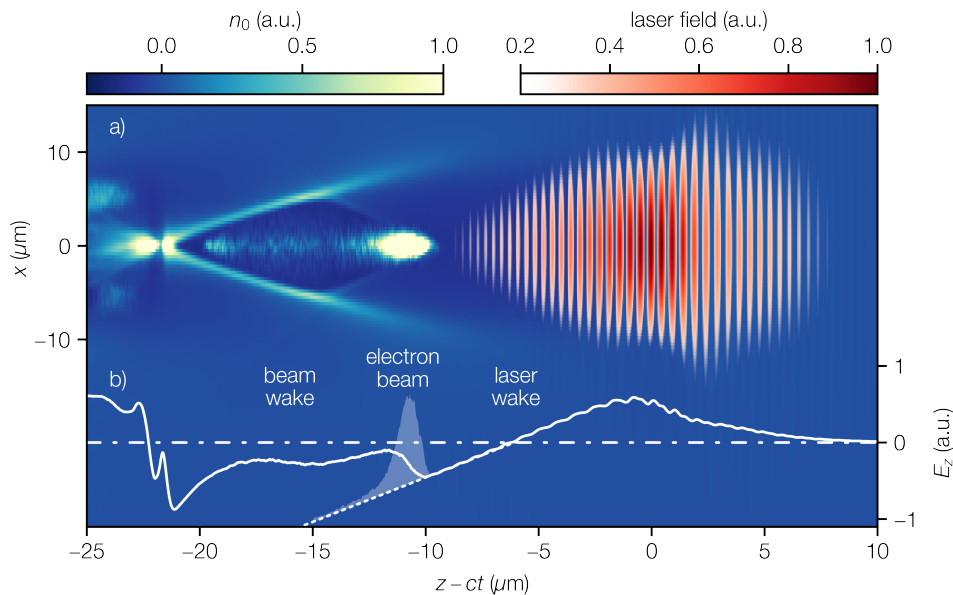 n₀ (a.u.)
laser field (a.u.)
0.0 0.5 1.0
0.2 0.4 0.6 0.8 1.0
a)
10
0
−10
x (μm)
b)
beam
wake
electron
beam
laser
wake
1
0
−1
E_z (a.u.)
−25 −20 −15 −10 −5 0 5 10
z − ct (μm)